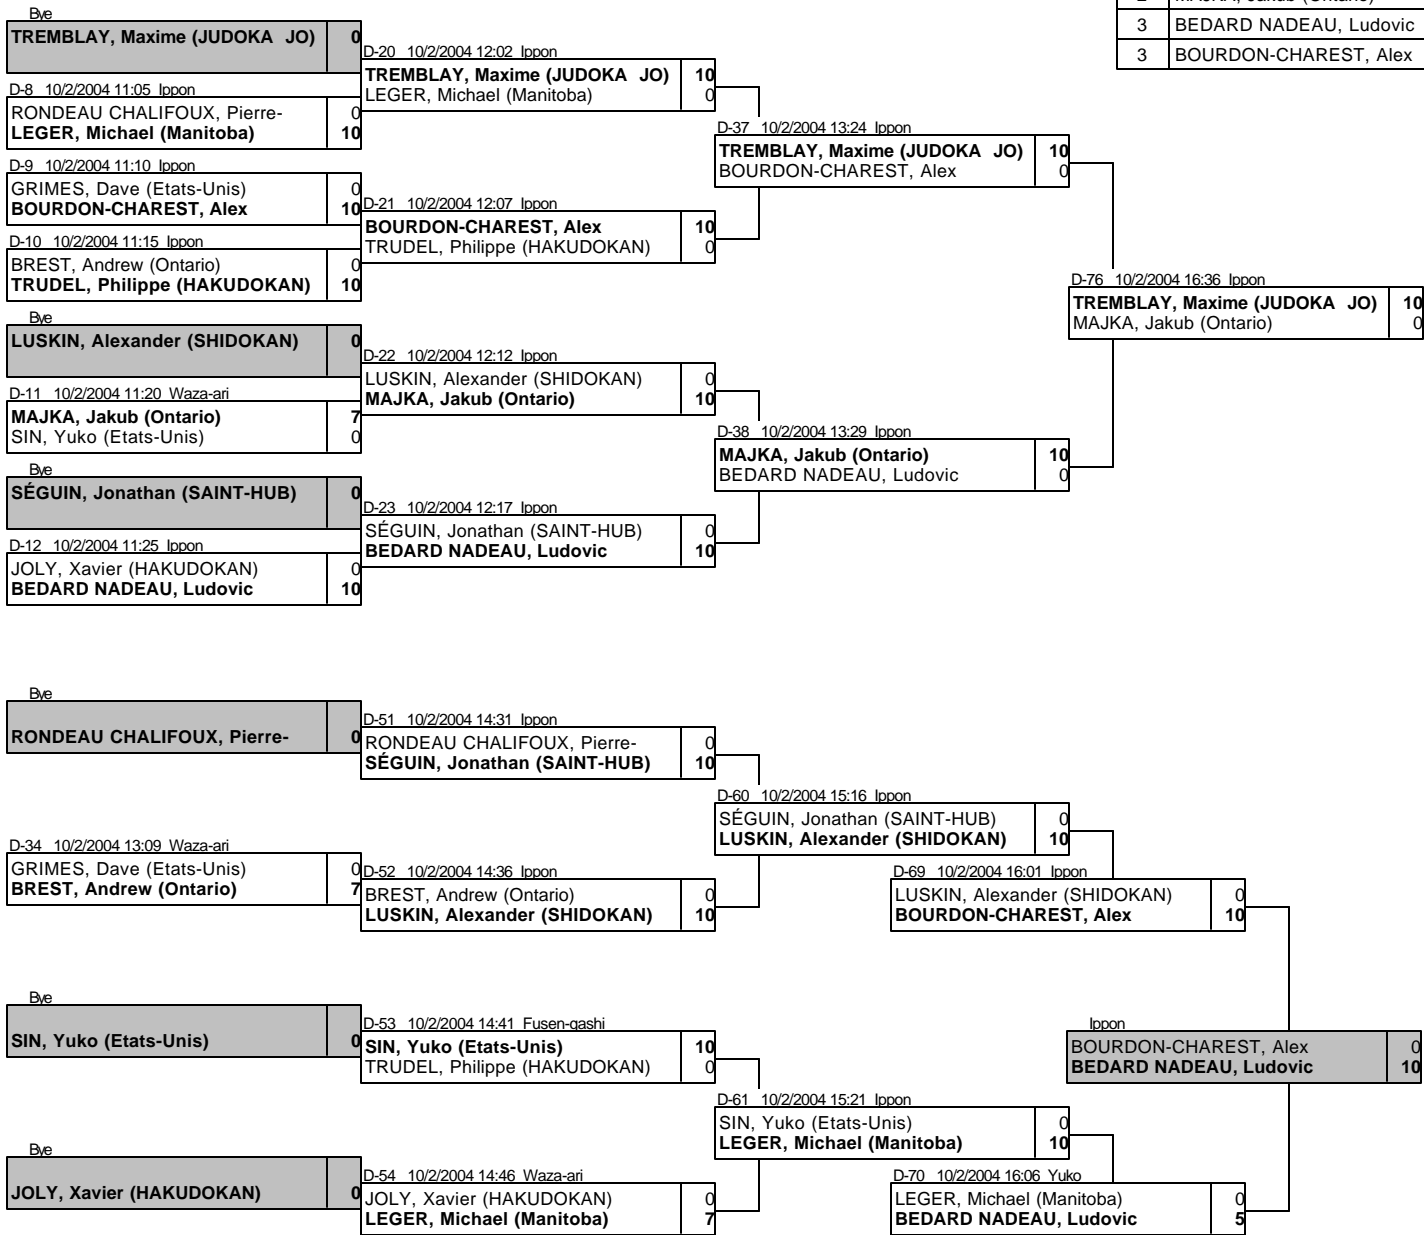 2 MAJKA, Jakub (Ontario)
3 BEDARD NADEAU, Ludovic
3 BOURDON-CHAREST, Alex
Bye
TREMBLAY, Maxime (JUDOKA JO) 0
D-8 10/2/2004 11:05 Ippon
RONDEAU CHALIFOUX, Pierre- 0
LEGER, Michael (Manitoba) 10
D-9 10/2/2004 11:10 Ippon
GRIMES, Dave (Etats-Unis) 0
BOURDON-CHAREST, Alex 10
D-10 10/2/2004 11:15 Ippon
BREST, Andrew (Ontario) 0
TRUDEL, Philippe (HAKUDOKAN) 10
Bye
LUSKIN, Alexander (SHIDOKAN) 0
D-11 10/2/2004 11:20 Waza-ari
MAJKA, Jakub (Ontario) 7
SIN, Yuko (Etats-Unis) 0
Bye
SÉGUIN, Jonathan (SAINT-HUB) 0
D-12 10/2/2004 11:25 Ippon
JOLY, Xavier (HAKUDOKAN) 0
BEDARD NADEAU, Ludovic 10
D-20 10/2/2004 12:02 Ippon
TREMBLAY, Maxime (JUDOKA JO) 10
LEGER, Michael (Manitoba) 0
D-21 10/2/2004 12:07 Ippon
BOURDON-CHAREST, Alex 10
TRUDEL, Philippe (HAKUDOKAN) 0
D-22 10/2/2004 12:12 Ippon
LUSKIN, Alexander (SHIDOKAN) 0
MAJKA, Jakub (Ontario) 10
D-23 10/2/2004 12:17 Ippon
SÉGUIN, Jonathan (SAINT-HUB) 0
BEDARD NADEAU, Ludovic 10
D-37 10/2/2004 13:24 Ippon
TREMBLAY, Maxime (JUDOKA JO) 10
BOURDON-CHAREST, Alex 0
D-38 10/2/2004 13:29 Ippon
MAJKA, Jakub (Ontario) 10
BEDARD NADEAU, Ludovic 0
D-76 10/2/2004 16:36 Ippon
TREMBLAY, Maxime (JUDOKA JO) 10
MAJKA, Jakub (Ontario) 0
Bye
RONDEAU CHALIFOUX, Pierre- 0
D-34 10/2/2004 13:09 Waza-ari
GRIMES, Dave (Etats-Unis) 0
BREST, Andrew (Ontario) 7
Bye
SIN, Yuko (Etats-Unis) 0
Bye
JOLY, Xavier (HAKUDOKAN) 0
D-51 10/2/2004 14:31 Ippon
RONDEAU CHALIFOUX, Pierre- 0
SÉGUIN, Jonathan (SAINT-HUB) 10
D-52 10/2/2004 14:36 Ippon
BREST, Andrew (Ontario) 0
LUSKIN, Alexander (SHIDOKAN) 10
D-53 10/2/2004 14:41 Fusen-gashi
SIN, Yuko (Etats-Unis) 10
TRUDEL, Philippe (HAKUDOKAN) 0
D-54 10/2/2004 14:46 Waza-ari
JOLY, Xavier (HAKUDOKAN) 0
LEGER, Michael (Manitoba) 7
D-60 10/2/2004 15:16 Ippon
SÉGUIN, Jonathan (SAINT-HUB) 0
LUSKIN, Alexander (SHIDOKAN) 10
D-61 10/2/2004 15:21 Ippon
SIN, Yuko (Etats-Unis) 0
LEGER, Michael (Manitoba) 10
D-69 10/2/2004 16:01 Ippon
LUSKIN, Alexander (SHIDOKAN) 0
BOURDON-CHAREST, Alex 10
D-70 10/2/2004 16:06 Yuko
LEGER, Michael (Manitoba) 0
BEDARD NADEAU, Ludovic 5
Ippon
BOURDON-CHAREST, Alex 0
BEDARD NADEAU, Ludovic 10